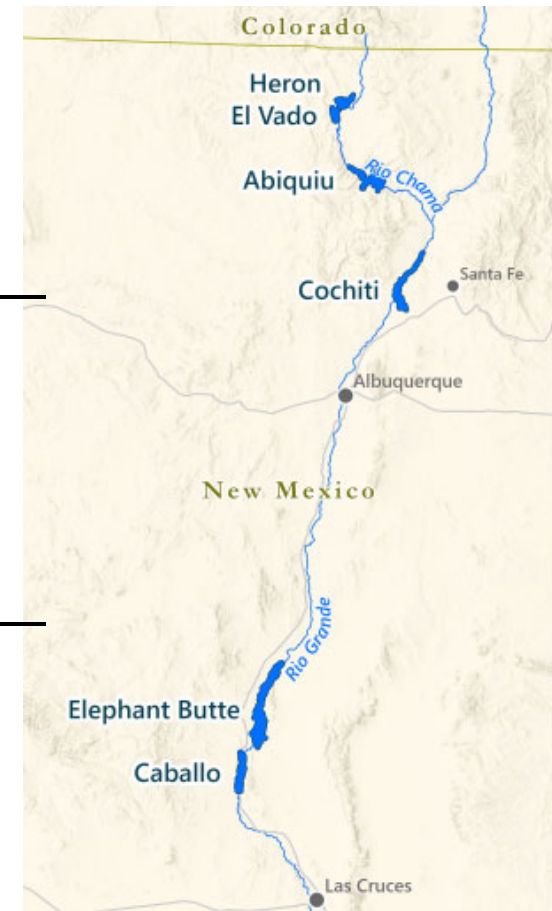 Colorado
Heron
El Vado
Abiquiu
Rio Chama
Cochiti
Santa Fe
Albuquerque
New Mexico
Rio Grande
Elephant Butte
Caballo
Las Cruces